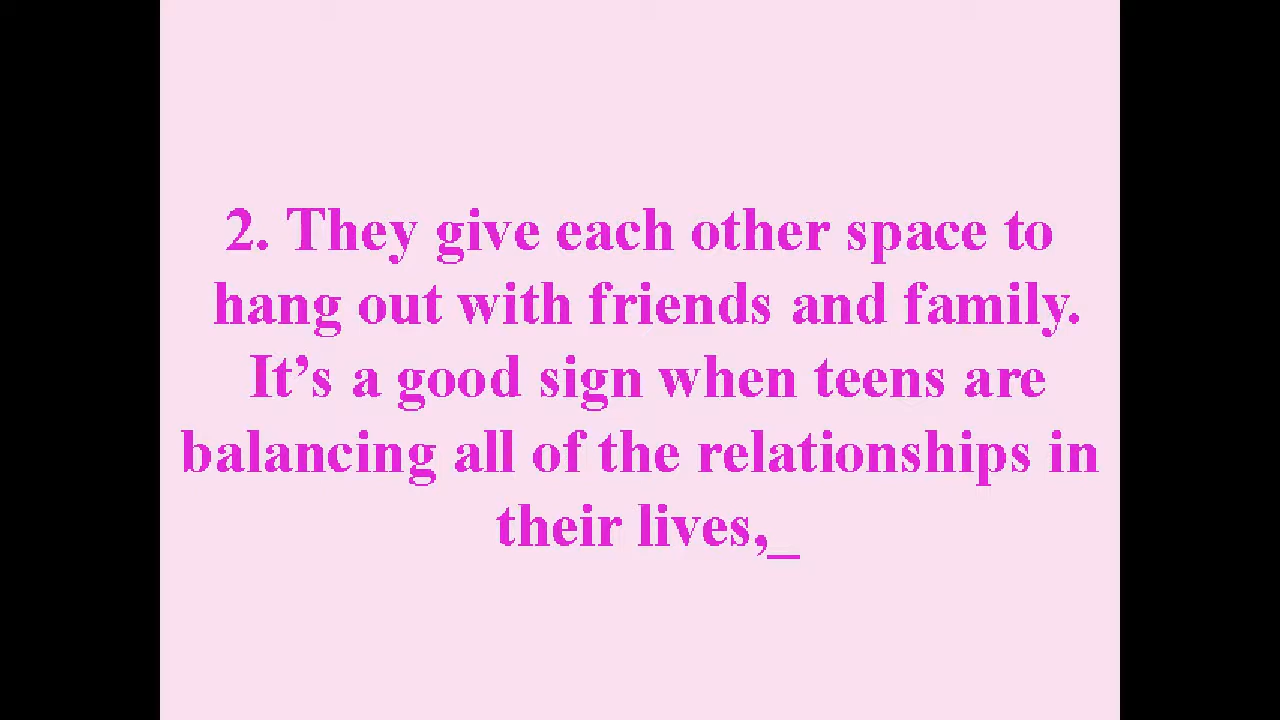 2. They give each other space to
hang out with friends and family.
It’s a good sign when teens are
balancing all of the relationships in
their lives,_